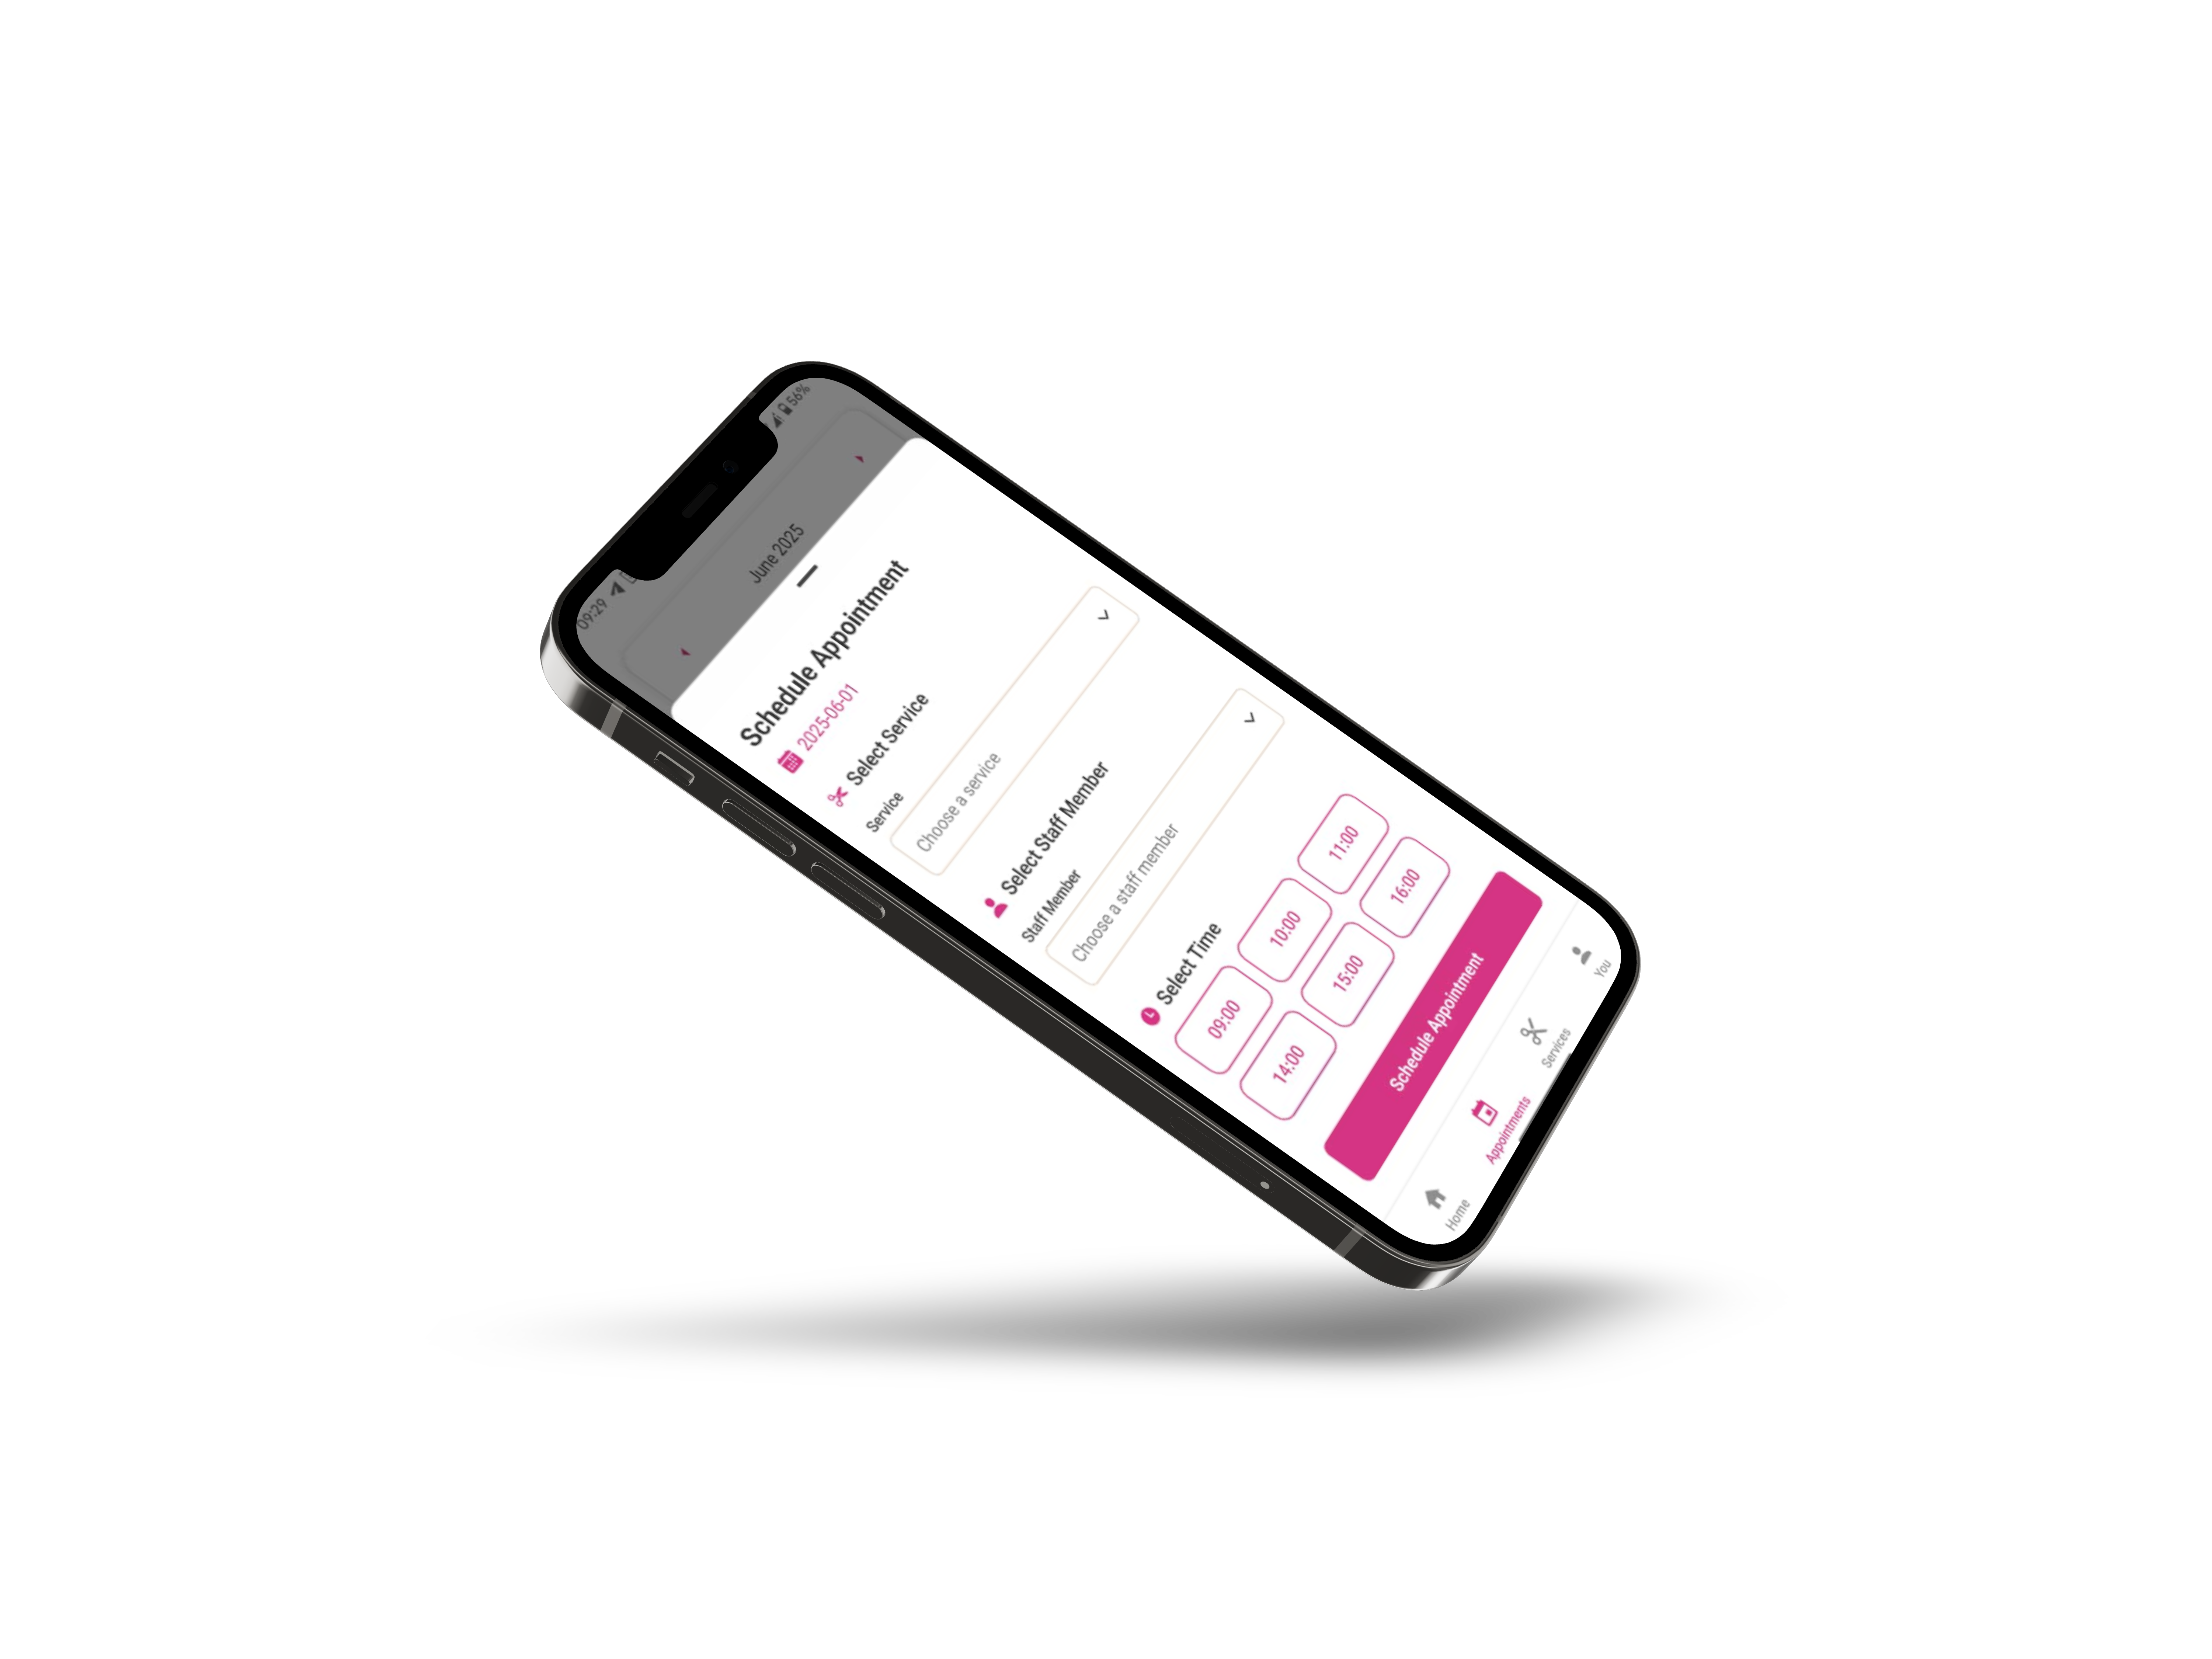 09:29
56%
June 2025
Schedule Appointment
2025-06-01
Select Service
Service
Choose a service
Select Staff Member
Staff Member
Choose a staff member
Select Time
09:00 10:00 11:00
14:00 15:00 16:00
Schedule Appointment
Home Appointments Services You